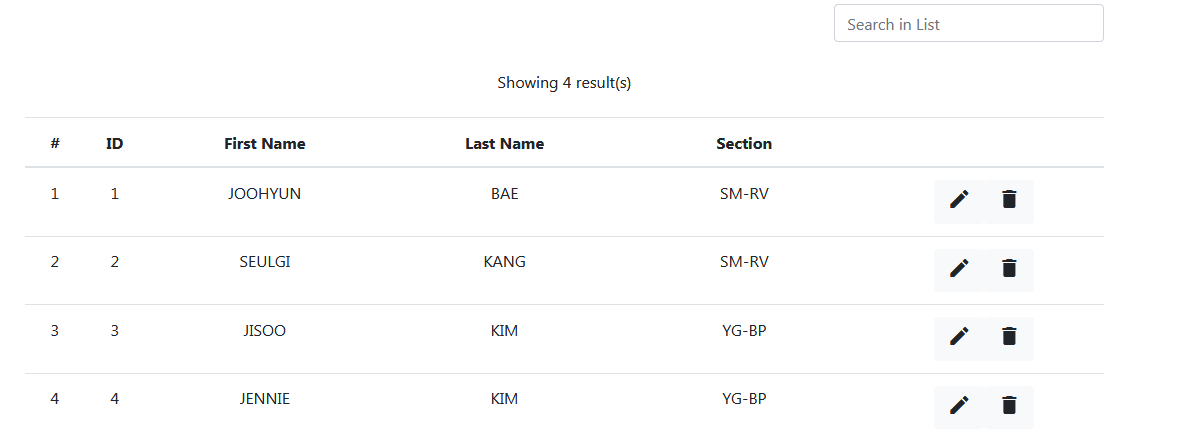 Search in List
Showing 4 result(s)
# ID First Name Last Name Section
1 1 JOOHYUN BAE SM-RV
2 2 SEULGI KANG SM-RV
3 3 JISOO KIM YG-BP
4 4 JENNIE KIM YG-BP